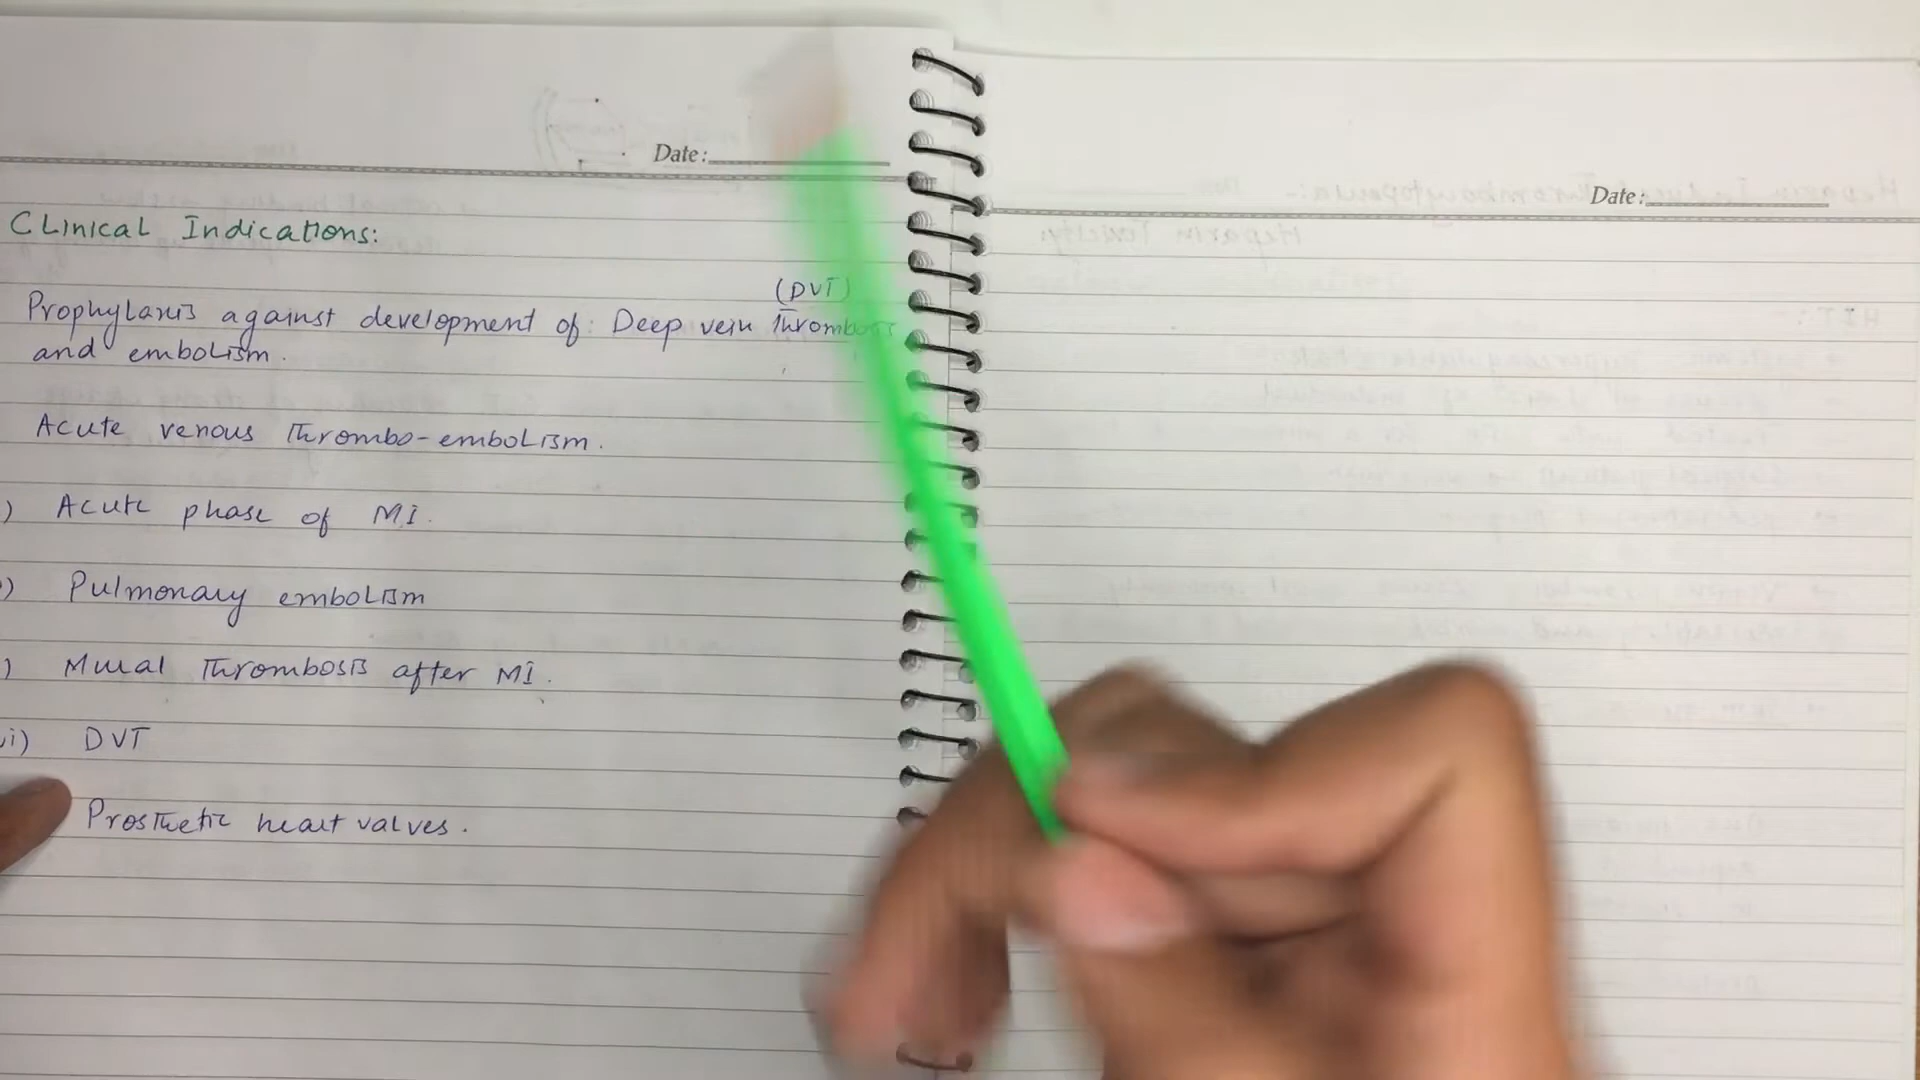 Date:
CLinical Indications:
(DVT)
Prophylaxis against development of: Deep vein Thrombosis
and embolism.
Acute venous Thrombo-embolism.
) Acute phase of MI.
) Pulmonary embolism
) Mural Thrombosis after MI.
i) DVT
Prosthetic heart valves.
Date: